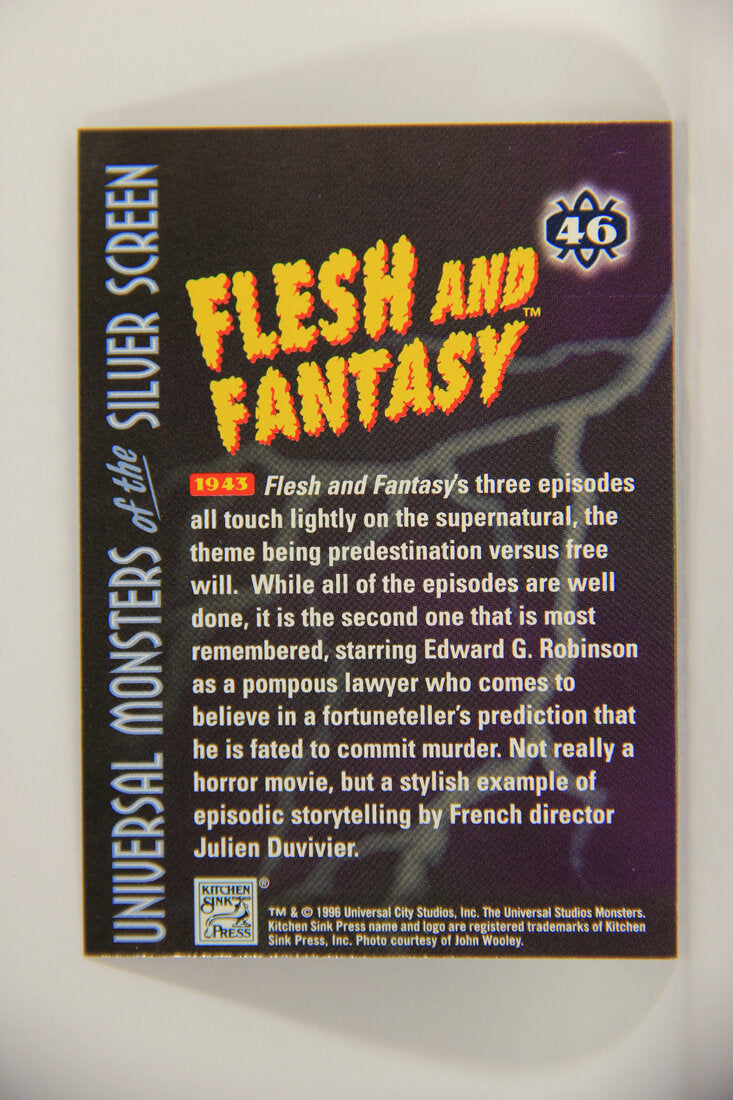 UNIVERSAL MONSTERS of the SILVER SCREEN
46
FLESH AND
FANTASY™
1943 Flesh and Fantasy's three episodes
all touch lightly on the supernatural, the
theme being predestination versus free
will. While all of the episodes are well
done, it is the second one that is most
remembered, starring Edward G. Robinson
as a pompous lawyer who comes to
believe in a fortuneteller's prediction that
he is fated to commit murder. Not really a
horror movie, but a stylish example of
episodic storytelling by French director
Julien Duvivier.
KITCHEN
SINK
PRESS
®
TM & © 1996 Universal City Studios, Inc. The Universal Studios Monsters.
Kitchen Sink Press name and logo are registered trademarks of Kitchen
Sink Press, Inc. Photo courtesy of John Wooley.